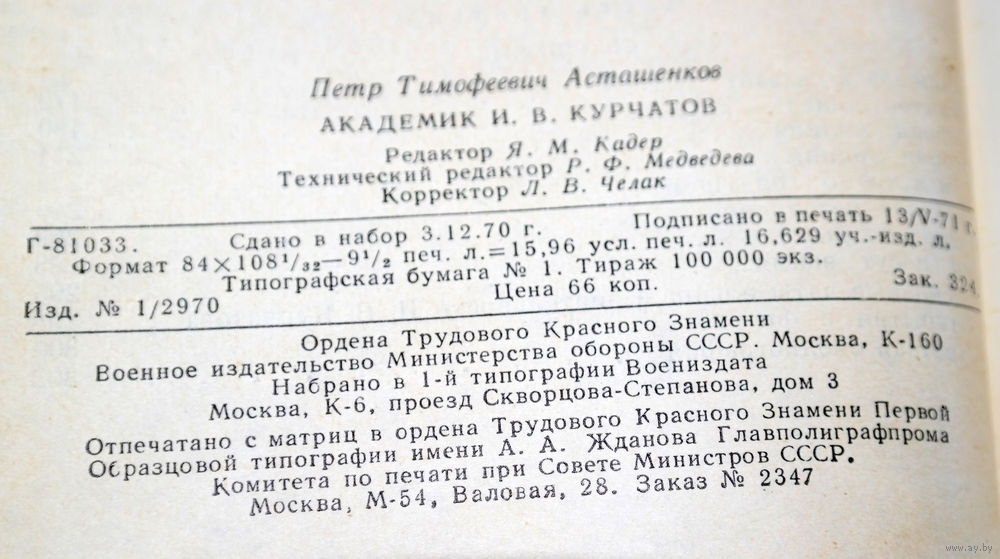 Петр Тимофеевич Асташенков
АКАДЕМИК И. В. КУРЧАТОВ
Редактор Я. М. Кадер
Технический редактор Р. Ф. Медведева
Корректор Л. В. Челак
Г-81033. Сдано в набор 3.12.70 г. Подписано в печать 13/V-71 г.
Формат 84×108¹/₃₂—9¹/₂ печ. л.=15,96 усл. печ. л. 16,629 уч.-изд. л.
Типографская бумага № 1. Тираж 100 000 экз.
Изд. № 1/2970 Цена 66 коп. Зак. 324
Ордена Трудового Красного Знамени
Военное издательство Министерства обороны СССР. Москва, К-160
Набрано в 1-й типографии Воениздата
Москва, К-6, проезд Скворцова-Степанова, дом 3
Отпечатано с матриц в ордена Трудового Красного Знамени Первой
Образцовой типографии имени А. А. Жданова Главполиграфпрома
Комитета по печати при Совете Министров СССР.
Москва, М-54, Валовая, 28. Заказ № 2347
www.ay.by